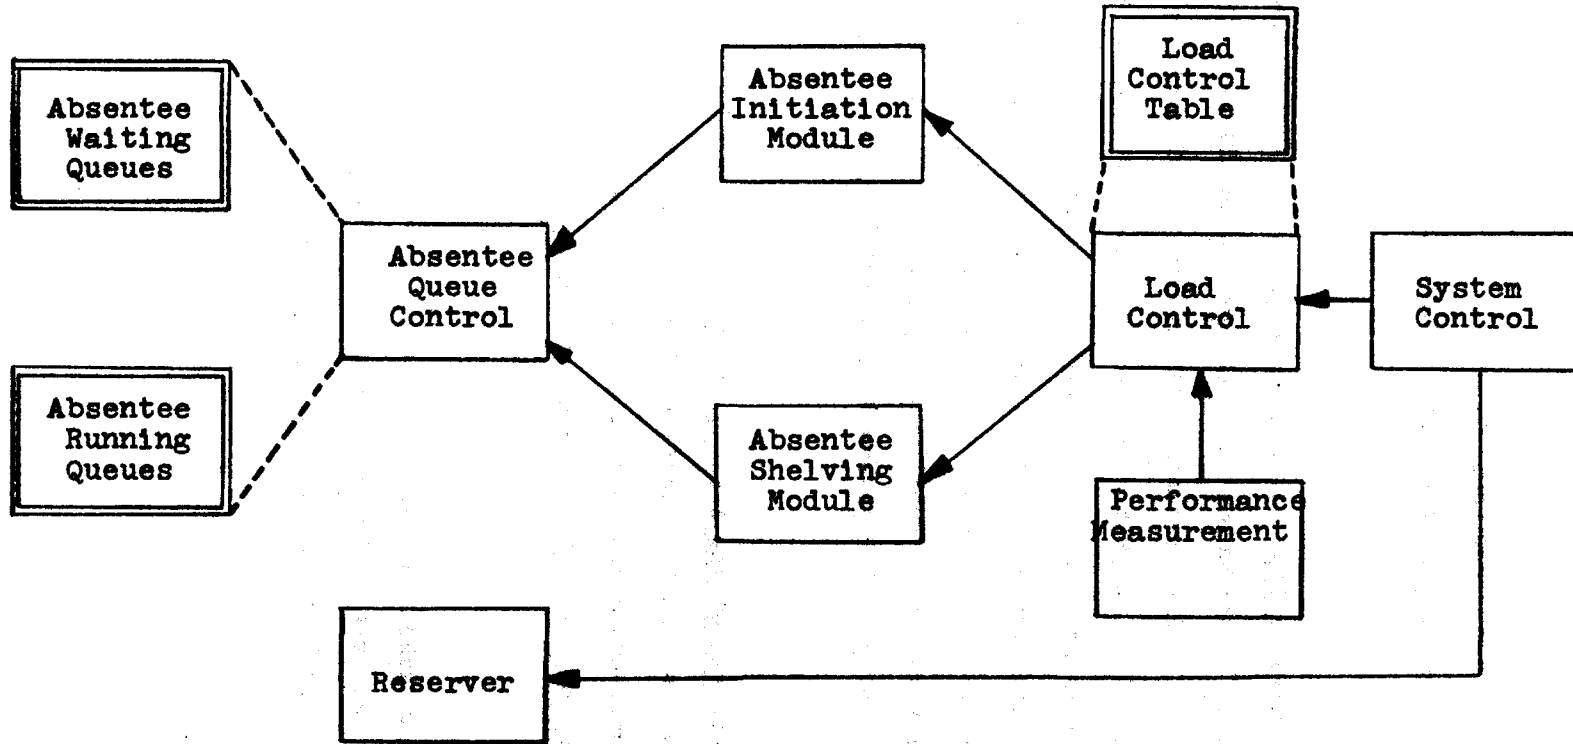 Absentee
Waiting
Queues
Absentee
Running
Queues
Absentee
Queue
Control
Absentee
Initiation
Module
Absentee
Shelving
Module
Load
Control
Table
Load
Control
System
Control
Performance
Measurement
Reserver